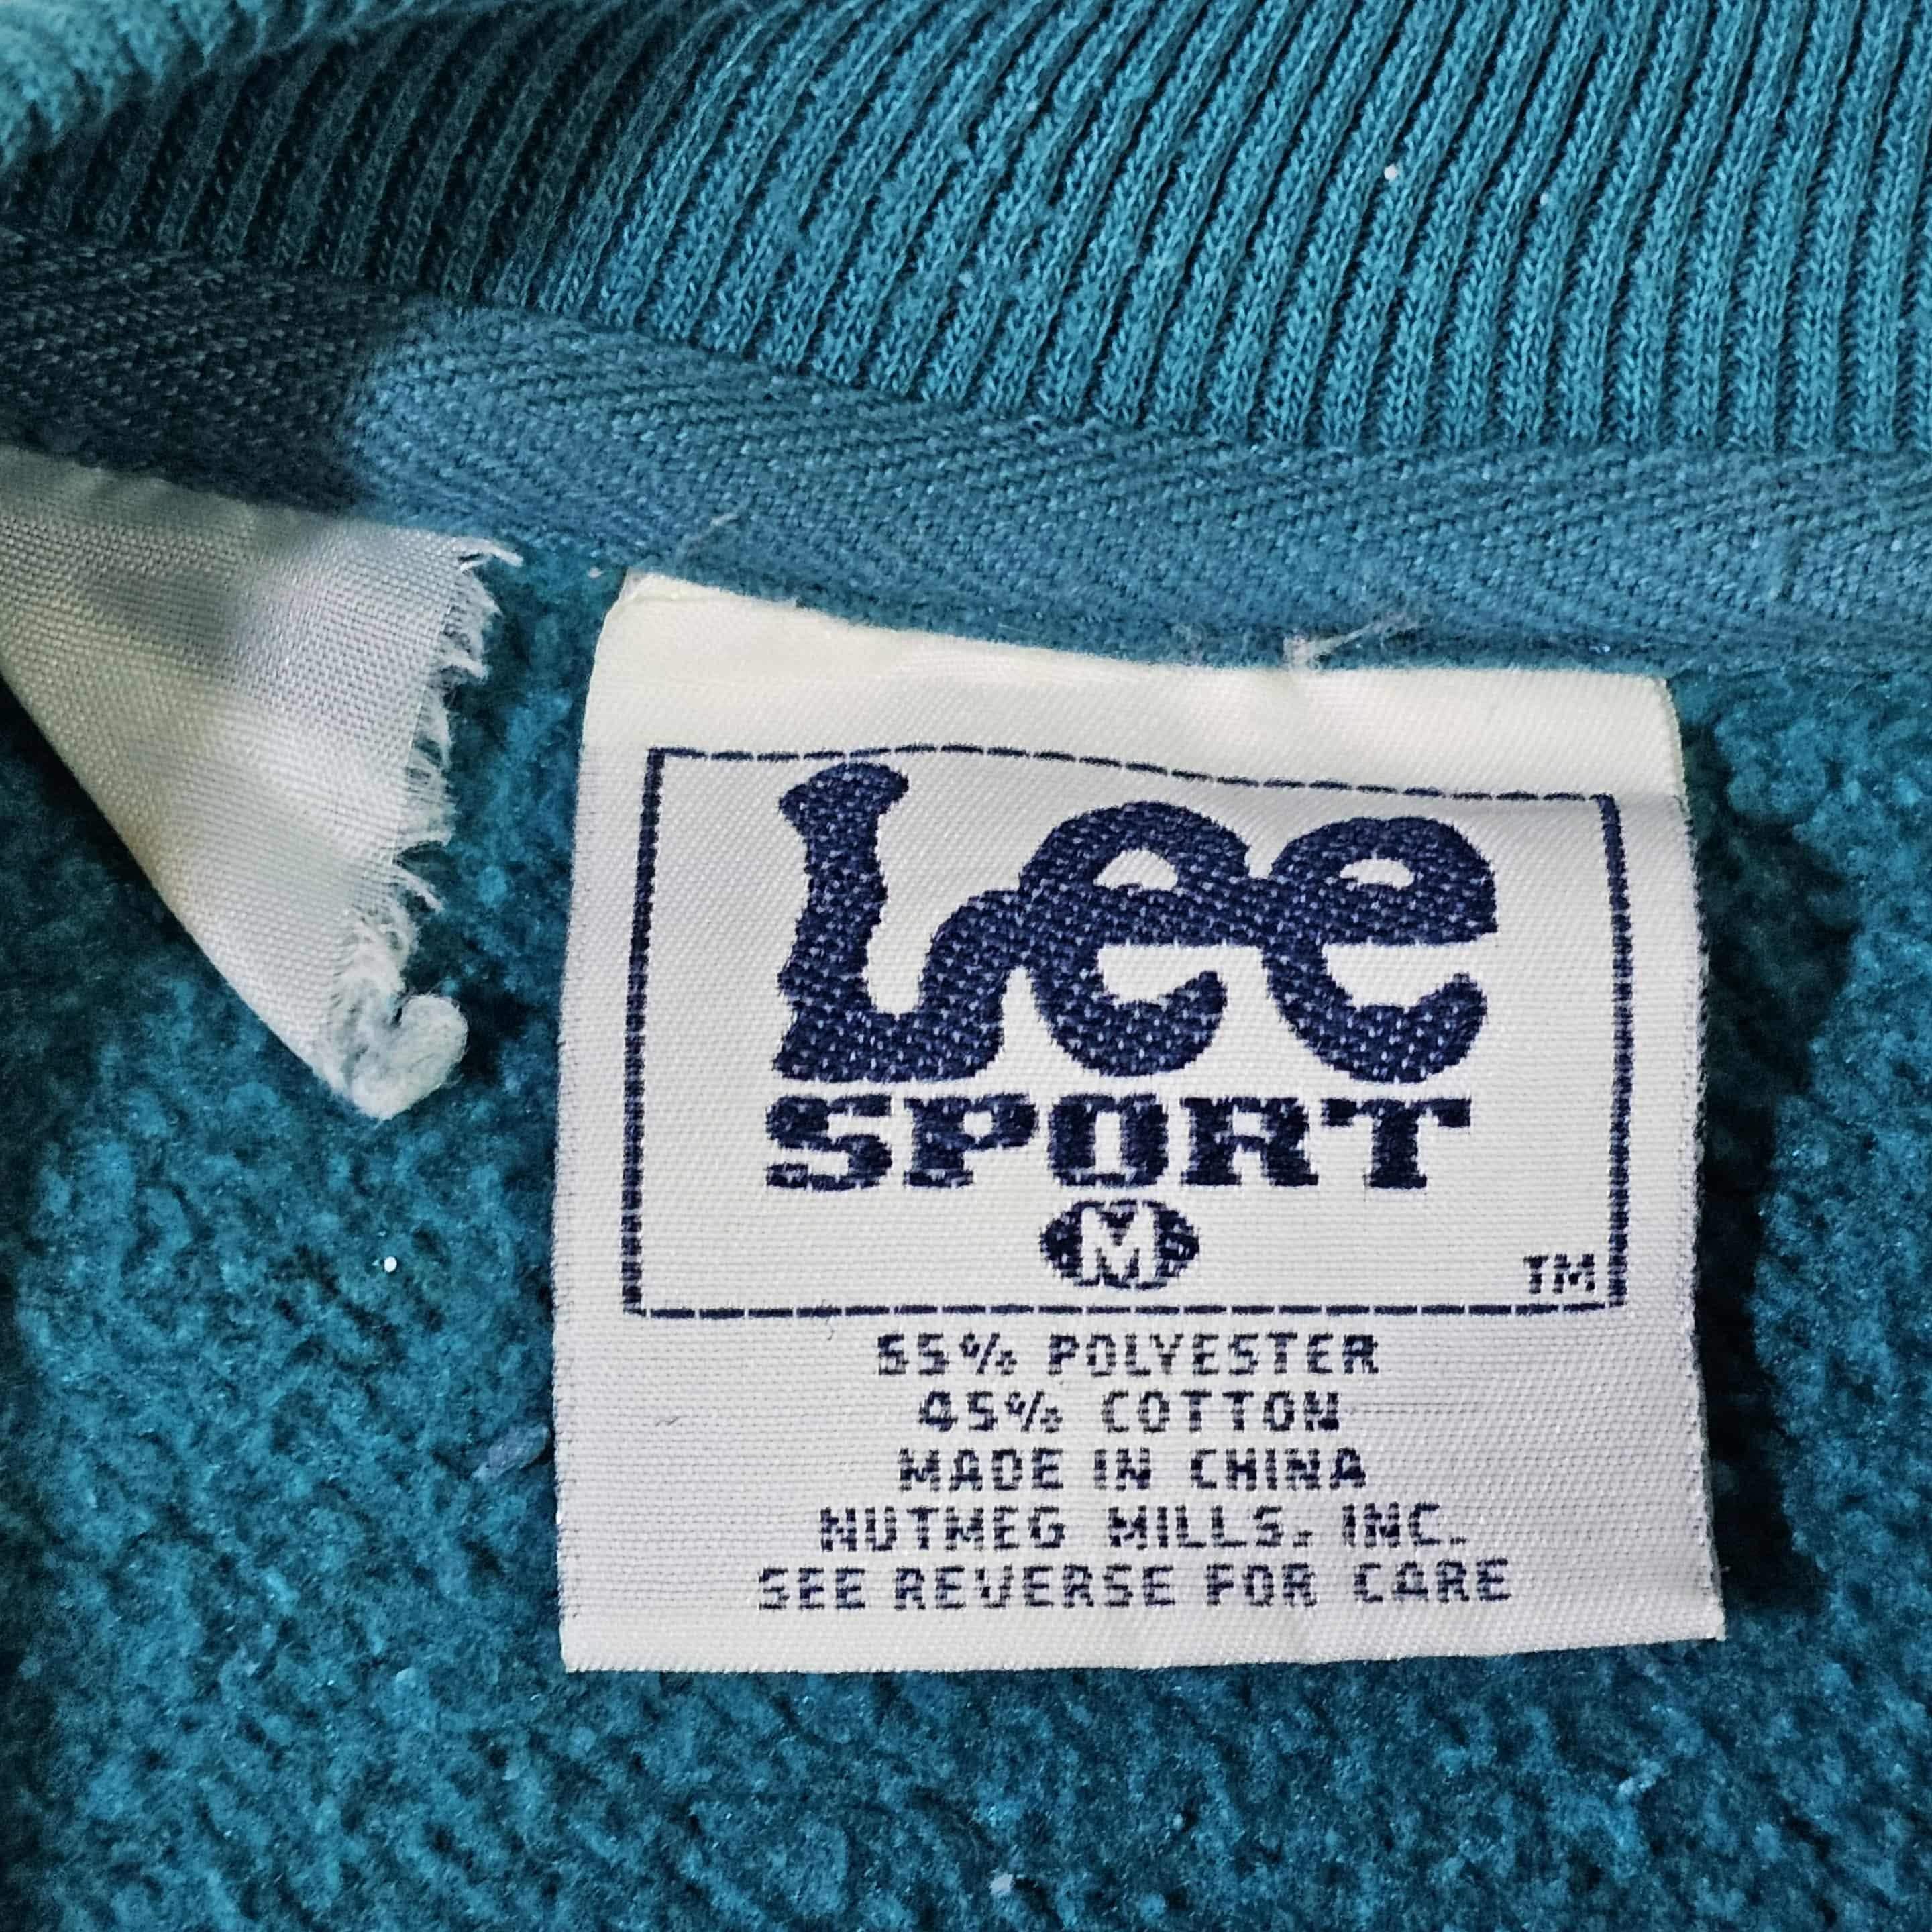 Lee
SPORT
M
TM
55% POLYESTER
45% COTTON
MADE IN CHINA
NUTMEG MILLS, INC.
SEE REVERSE FOR CARE